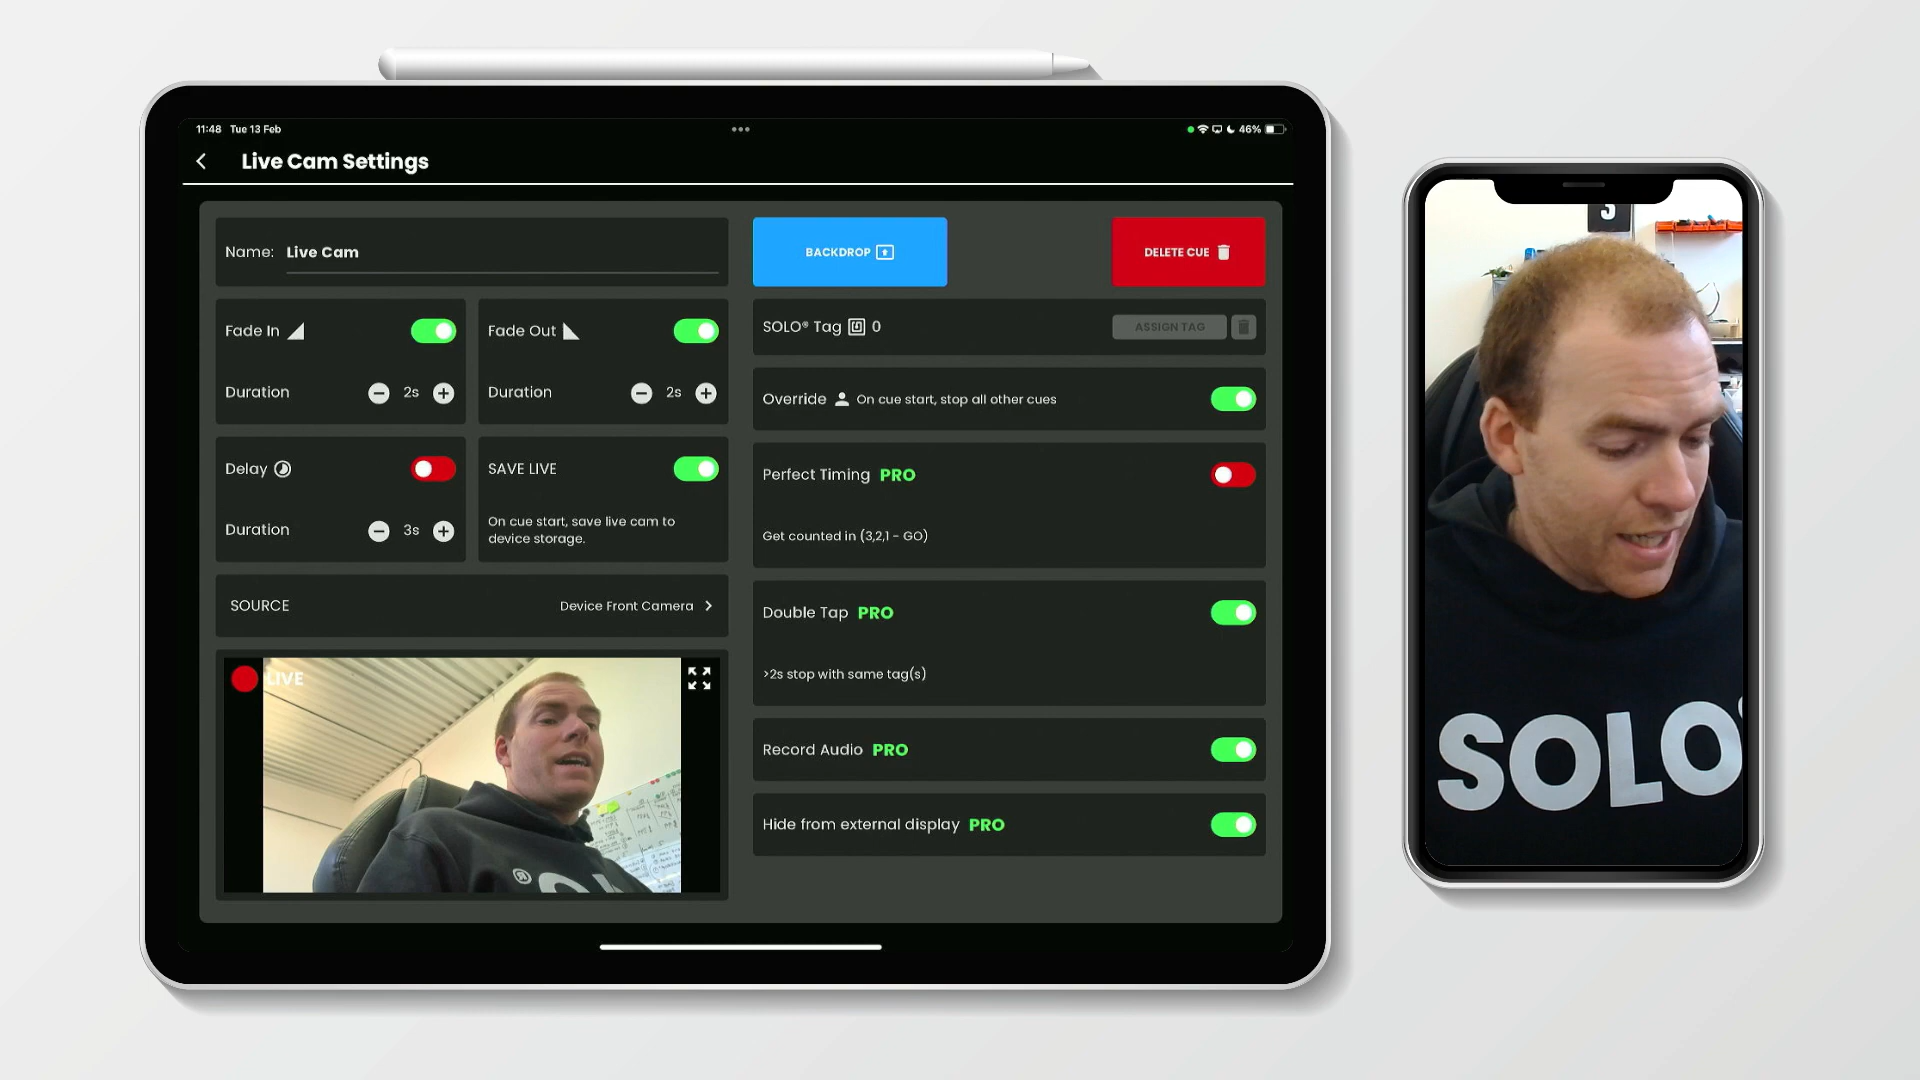 11:48 Tue 13 Feb
46%
Live Cam Settings
Name: Live Cam
BACKDROP
DELETE CUE
Fade In
Duration 2s
Fade Out
Duration 2s
SOLO® Tag 0
ASSIGN TAG
Override On cue start, stop all other cues
Delay
Duration 3s
SAVE LIVE
On cue start, save live cam to
device storage.
Perfect Timing PRO
Get counted in (3,2,1 - GO)
SOURCE Device Front Camera
Double Tap PRO
>2s stop with same tag(s)
LIVE
Record Audio PRO
Hide from external display PRO
SOLO